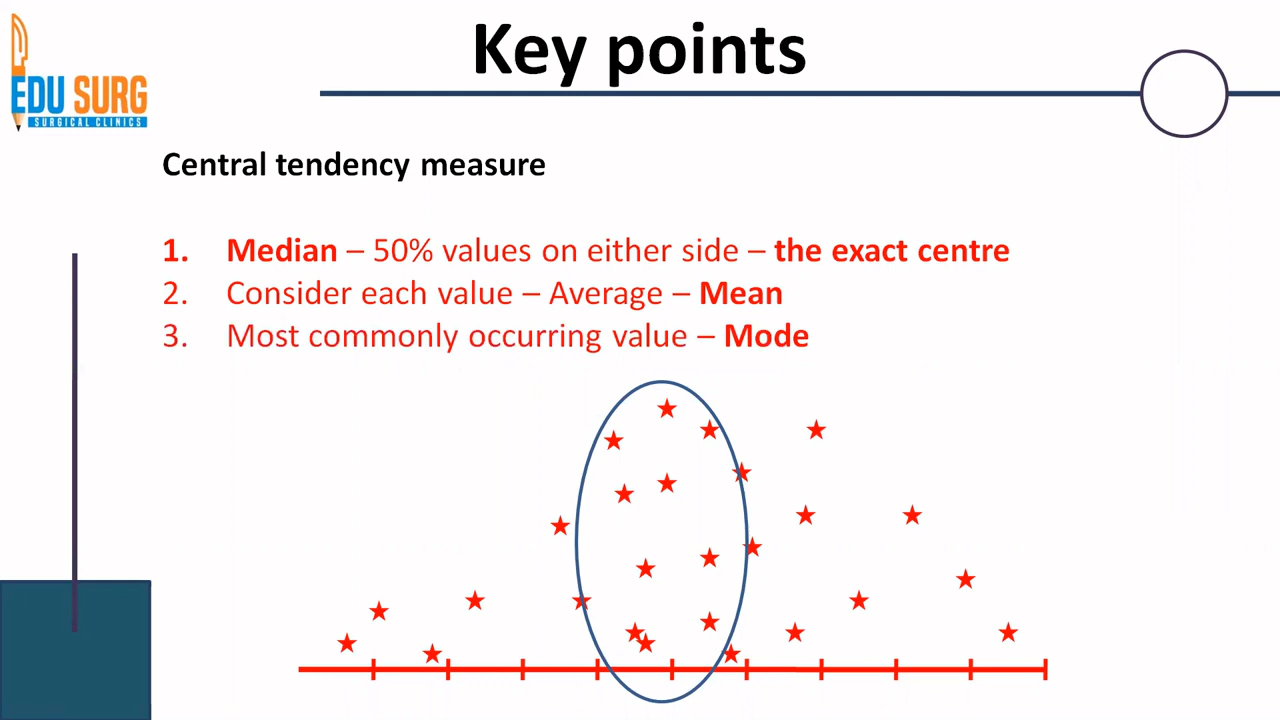 Key points
EDU SURG
SURGICAL CLINICS
Central tendency measure
1. Median – 50% values on either side – the exact centre
2. Consider each value – Average – Mean
3. Most commonly occurring value – Mode